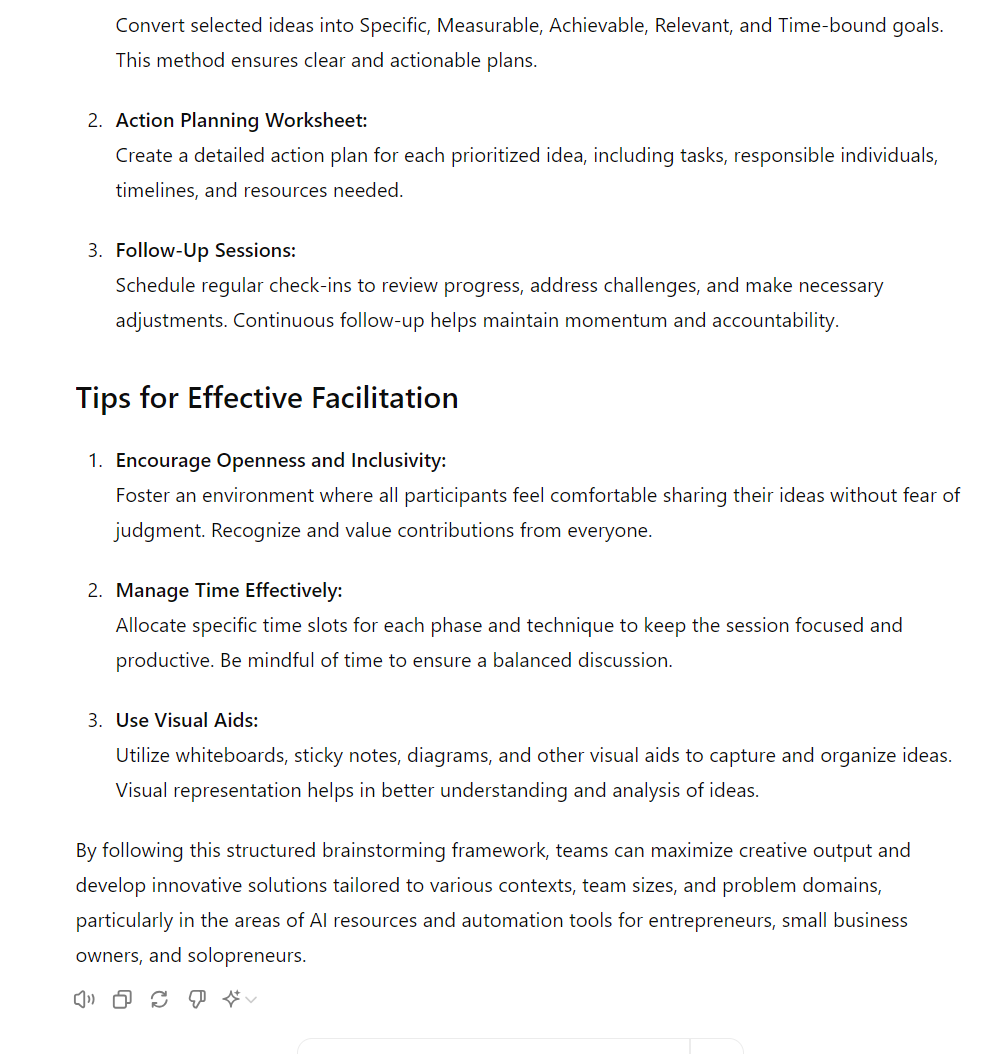 Convert selected ideas into Specific, Measurable, Achievable, Relevant, and Time-bound goals.
This method ensures clear and actionable plans.
2. Action Planning Worksheet:
Create a detailed action plan for each prioritized idea, including tasks, responsible individuals,
timelines, and resources needed.
3. Follow-Up Sessions:
Schedule regular check-ins to review progress, address challenges, and make necessary
adjustments. Continuous follow-up helps maintain momentum and accountability.
Tips for Effective Facilitation
1. Encourage Openness and Inclusivity:
Foster an environment where all participants feel comfortable sharing their ideas without fear of
judgment. Recognize and value contributions from everyone.
2. Manage Time Effectively:
Allocate specific time slots for each phase and technique to keep the session focused and
productive. Be mindful of time to ensure a balanced discussion.
3. Use Visual Aids:
Utilize whiteboards, sticky notes, diagrams, and other visual aids to capture and organize ideas.
Visual representation helps in better understanding and analysis of ideas.
By following this structured brainstorming framework, teams can maximize creative output and
develop innovative solutions tailored to various contexts, team sizes, and problem domains,
particularly in the areas of AI resources and automation tools for entrepreneurs, small business
owners, and solopreneurs.